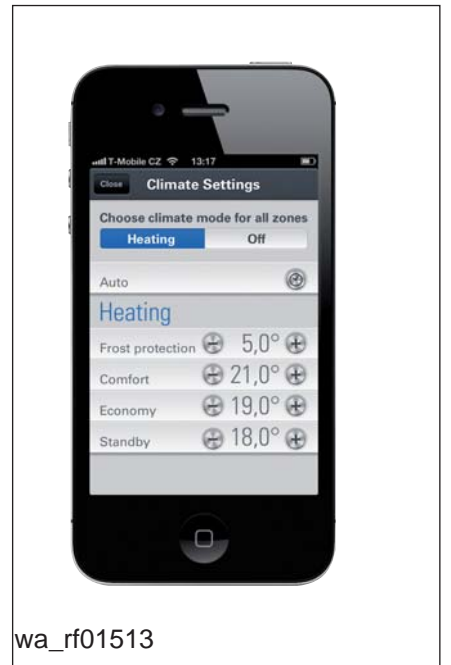 T-Mobile CZ 13:17
Close Climate Settings
Choose climate mode for all zones
Heating Off
Auto
Heating
Frost protection 5,0°
Comfort 21,0°
Economy 19,0°
Standby 18,0°
wa_rf01513